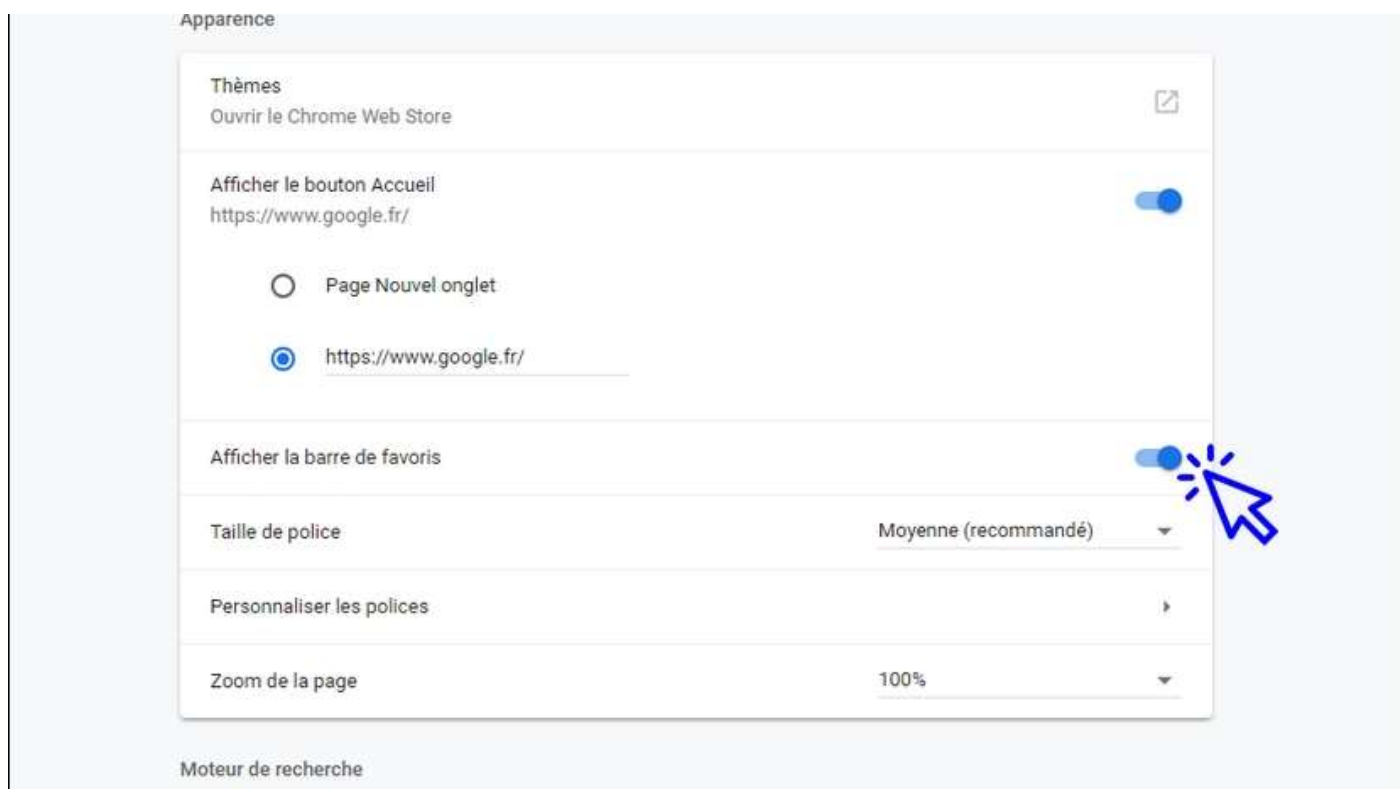 Apparence
Thèmes
Ouvrir le Chrome Web Store
Afficher le bouton Accueil
https://www.google.fr/
Page Nouvel onglet
https://www.google.fr/
Afficher la barre de favoris
Taille de police
Moyenne (recommandé)
Personnaliser les polices
Zoom de la page
100%
Moteur de recherche